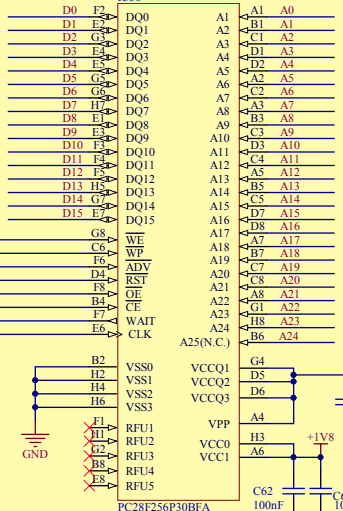 D0 F2 DQ0 A1 A1 A0
D1 E2 DQ1 A2 B1 A1
D2 G3 DQ2 A3 C1 A2
D3 E4 DQ3 A4 D1 A3
D4 E5 DQ4 A5 D2 A4
D5 G5 DQ5 A6 A2 A5
D6 G6 DQ6 A7 C2 A6
D7 H7 DQ7 A8 A3 A7
D8 E1 DQ8 A9 B3 A8
D9 E3 DQ9 A10 C3 A9
D10 F3 DQ10 A11 D3 A10
D11 F4 DQ11 A12 C4 A11
D12 F5 DQ12 A13 A5 A12
D13 H5 DQ13 A14 B5 A13
D14 G7 DQ14 A15 C5 A14
D15 E7 DQ15 A16 D7 A15
A17 D8 A16
G8 WE A18 A7 A17
C6 WP A19 B7 A18
F6 ADV A20 C7 A19
D4 RST A21 C8 A20
F8 OE A22 A8 A21
B4 CE A23 G1 A22
F7 WAIT A24 H8 A23
E6 CLK A25(N.C.) B6 A24
B2 VSS0 VCCQ1 G4
H2 VSS1 VCCQ2 D5
H4 VSS2 VCCQ3 D6
H6 VSS3
VPP A4
F1 RFU1
H1 RFU2 VCC0 H3 +1V8
G2 RFU3 VCC1 A6
GND
B8 RFU4
E8 RFU5
C62
100nF
PC28F256P30BFA